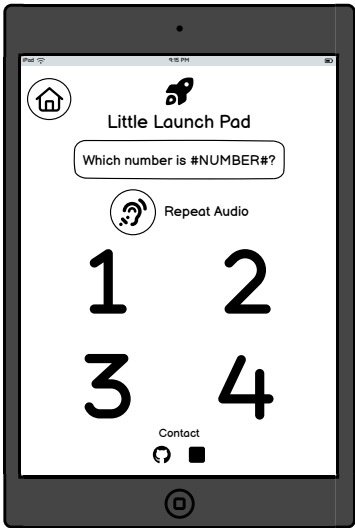 iPad
9:15 PM
Little Launch Pad
Which number is #NUMBER#?
Repeat Audio
1 2
3 4
Contact